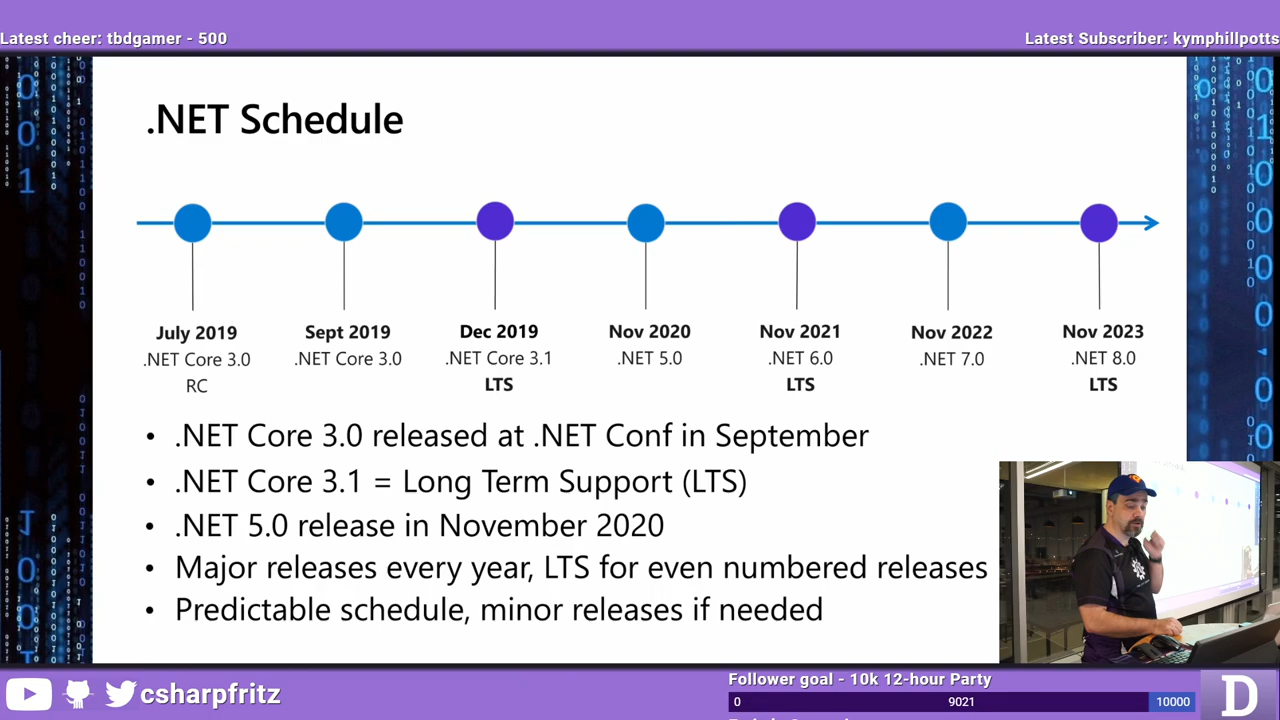 Latest cheer: tbdgamer - 500
Latest Subscriber: kymphillpotts
.NET Schedule
July 2019
.NET Core 3.0
RC
Sept 2019
.NET Core 3.0
Dec 2019
.NET Core 3.1
LTS
Nov 2020
.NET 5.0
Nov 2021
.NET 6.0
LTS
Nov 2022
.NET 7.0
Nov 2023
.NET 8.0
LTS
• .NET Core 3.0 released at .NET Conf in September
• .NET Core 3.1 = Long Term Support (LTS)
• .NET 5.0 release in November 2020
• Major releases every year, LTS for even numbered releases
• Predictable schedule, minor releases if needed
csharpfritz
Follower goal - 10k 12-hour Party
0 9021 10000
D